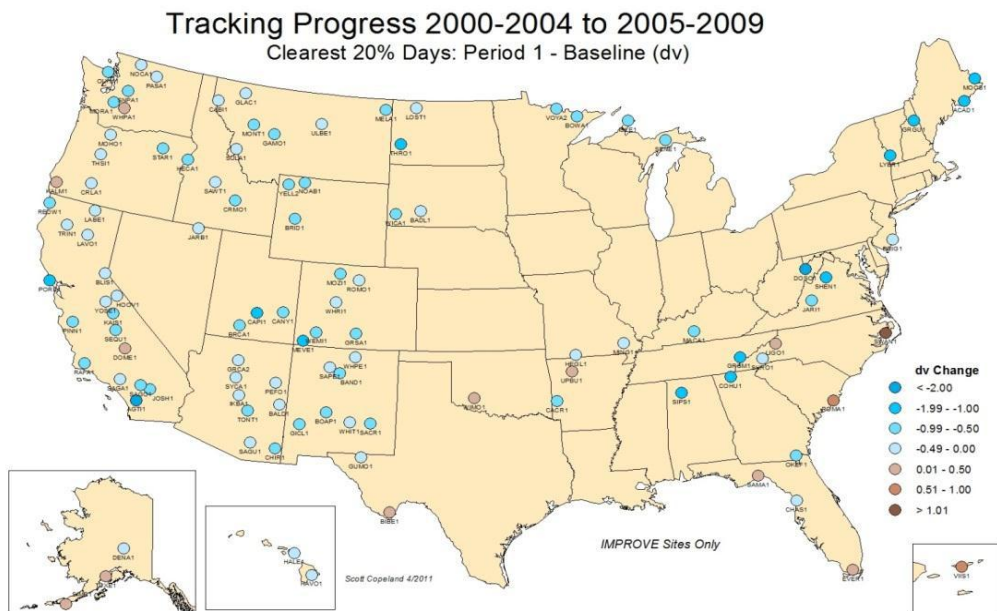 Tracking Progress 2000-2004 to 2005-2009
Clearest 20% Days: Period 1 - Baseline (dv)
NOCA1
PASA1
SNPA1
MORA1
WHPA1
CABI1
GLAC1
MELA1
LOST1
VOYA2
BOWA1
MOOS1
ACAD1
GRGU1
MOHO1
THSI1
STAR1
HECA1
MONT1
GAMO1
ULBE1
THRO1
LYBR1
KALM1
REDW1
CRLA1
LABE1
SAWT1
CRMO1
YELL2
NOAB1
BRID1
WICA1
BADL1
TRIN1
LAVO1
JARB1
BRIG1
BLIS1
HOOV1
YOSE1
KAIS1
SEQU1
DOME1
PINN1
RAFA1
SAGA1
JOSH1
AGTI1
MOZI1
ROMO1
WHRI1
CAPI1
CANY1
BRCA1
WEMI1
MEVE1
GRSA1
DOSO1
SHEN1
JARI1
MACA1
MING1
HEGL1
UPBU1
LIGO1
SHRO1
GRSM1
COHU1
SWAN1
ROMA1
SIPS1
CACR1
WIMO1
GRCA2
SYCA1
IKBA1
TONT1
PEFO1
BALD1
SAPE1
WHPE1
BAND1
GICL1
BOAP1
WHIT1
SACR1
SAGU1
CHIR1
GUMO1
BIBE1
OKEF1
SAMA1
CHAS1
EVER1
DENA1
HALE1
HAVO1
VIIS1
dv Change
< -2.00
-1.99 - -1.00
-0.99 - -0.50
-0.49 - 0.00
0.01 - 0.50
0.51 - 1.00
> 1.01
IMPROVE Sites Only
Scott Copeland 4/2011